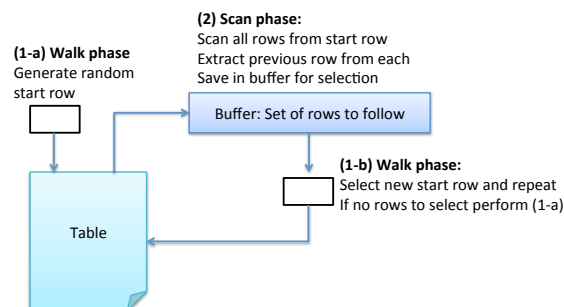 (1-a) Walk phase
Generate random
start row
(2) Scan phase:
Scan all rows from start row
Extract previous row from each
Save in buffer for selection
Buffer: Set of rows to follow
(1-b) Walk phase:
Select new start row and repeat
If no rows to select perform (1-a)
Table